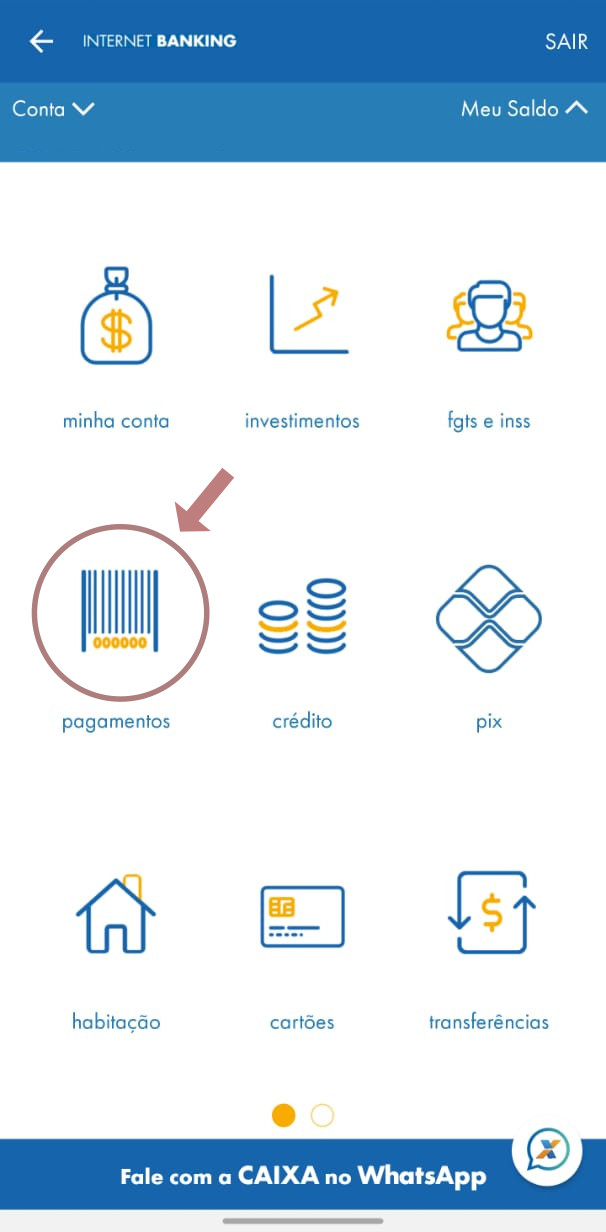 INTERNET BANKING
SAIR
Conta
Meu Saldo
$
minha conta
investimentos
fgts e inss
000000
pagamentos
crédito
pix
habitação
cartões
$
transferências
Fale com a CAIXA no WhatsApp
X